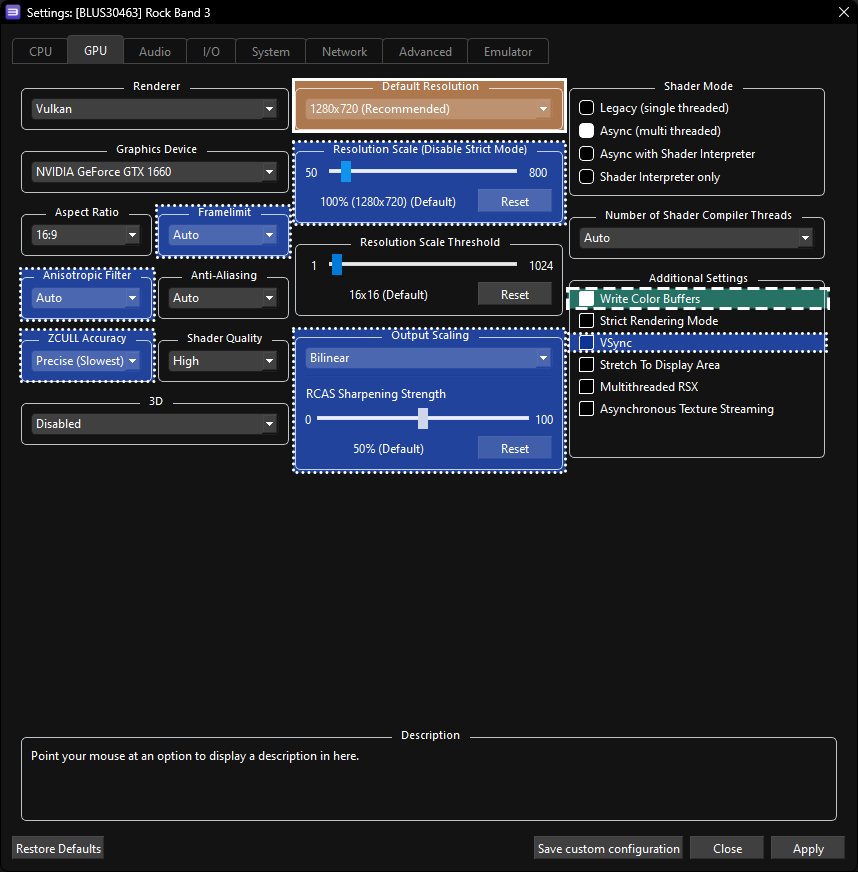 Settings: [BLUS30463] Rock Band 3
CPU
GPU
Audio
I/O
System
Network
Advanced
Emulator
Renderer
Vulkan
Graphics Device
NVIDIA GeForce GTX 1660
Aspect Ratio
16:9
Framelimit
Auto
Anisotropic Filter
Auto
Anti-Aliasing
Auto
ZCULL Accuracy
Precise (Slowest)
Shader Quality
High
3D
Disabled
Default Resolution
1280x720 (Recommended)
Resolution Scale (Disable Strict Mode)
50
800
100% (1280x720) (Default)
Reset
Resolution Scale Threshold
1
1024
16x16 (Default)
Reset
Output Scaling
Bilinear
RCAS Sharpening Strength
0
100
50% (Default)
Reset
Shader Mode
Legacy (single threaded)
Async (multi threaded)
Async with Shader Interpreter
Shader Interpreter only
Number of Shader Compiler Threads
Auto
Additional Settings
Write Color Buffers
Strict Rendering Mode
VSync
Stretch To Display Area
Multithreaded RSX
Asynchronous Texture Streaming
Description
Point your mouse at an option to display a description in here.
Restore Defaults
Save custom configuration
Close
Apply